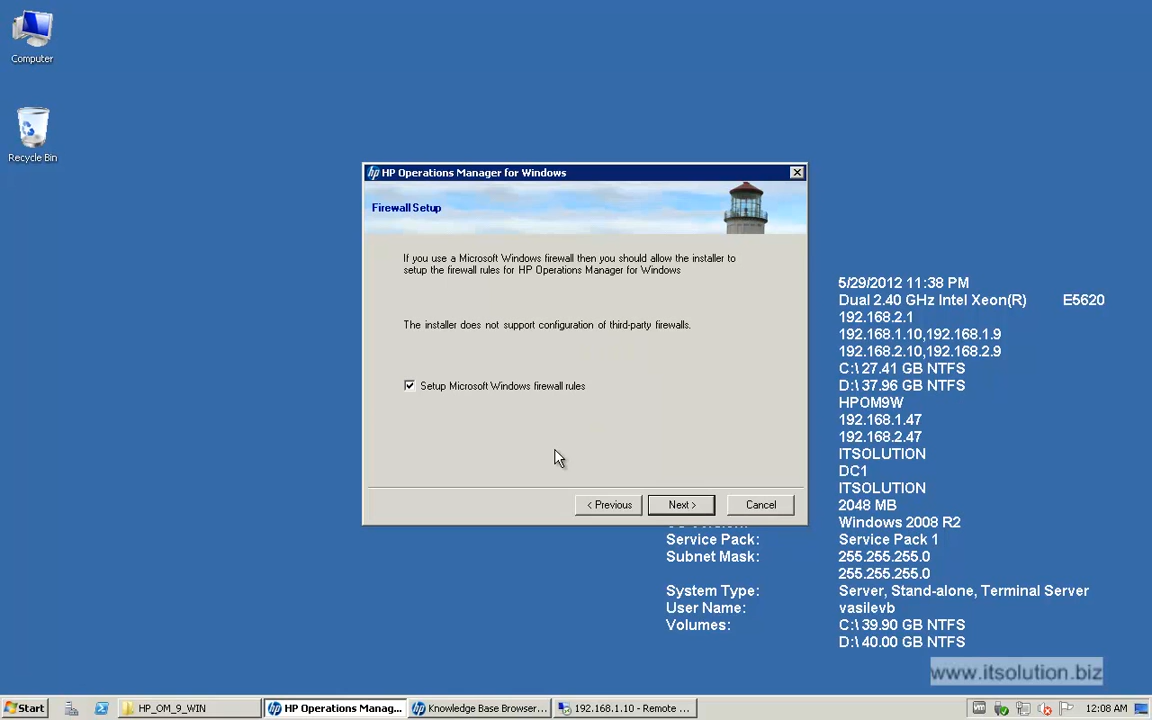 Computer
Recycle Bin
hp HP Operations Manager for Windows
Firewall Setup
If you use a Microsoft Windows firewall then you should allow the installer to
setup the firewall rules for HP Operations Manager for Windows
The installer does not support configuration of third-party firewalls.
Setup Microsoft Windows firewall rules
< Previous
Next >
Cancel
5/29/2012 11:38 PM
Dual 2.40 GHz Intel Xeon(R) E5620
192.168.2.1
192.168.1.10,192.168.1.9
192.168.2.10,192.168.2.9
C:\ 27.41 GB NTFS
D:\ 37.96 GB NTFS
HPOM9W
192.168.1.47
192.168.2.47
ITSOLUTION
DC1
ITSOLUTION
2048 MB
Windows 2008 R2
Service Pack: Service Pack 1
Subnet Mask: 255.255.255.0
255.255.255.0
System Type: Server, Stand-alone, Terminal Server
User Name: vasilevb
Volumes: C:\ 39.90 GB NTFS
D:\ 40.00 GB NTFS
www.itsolution.biz
Start
HP_OM_9_WIN
hp HP Operations Manag...
hp Knowledge Base Browser...
192.168.1.10 - Remote ...
12:08 AM